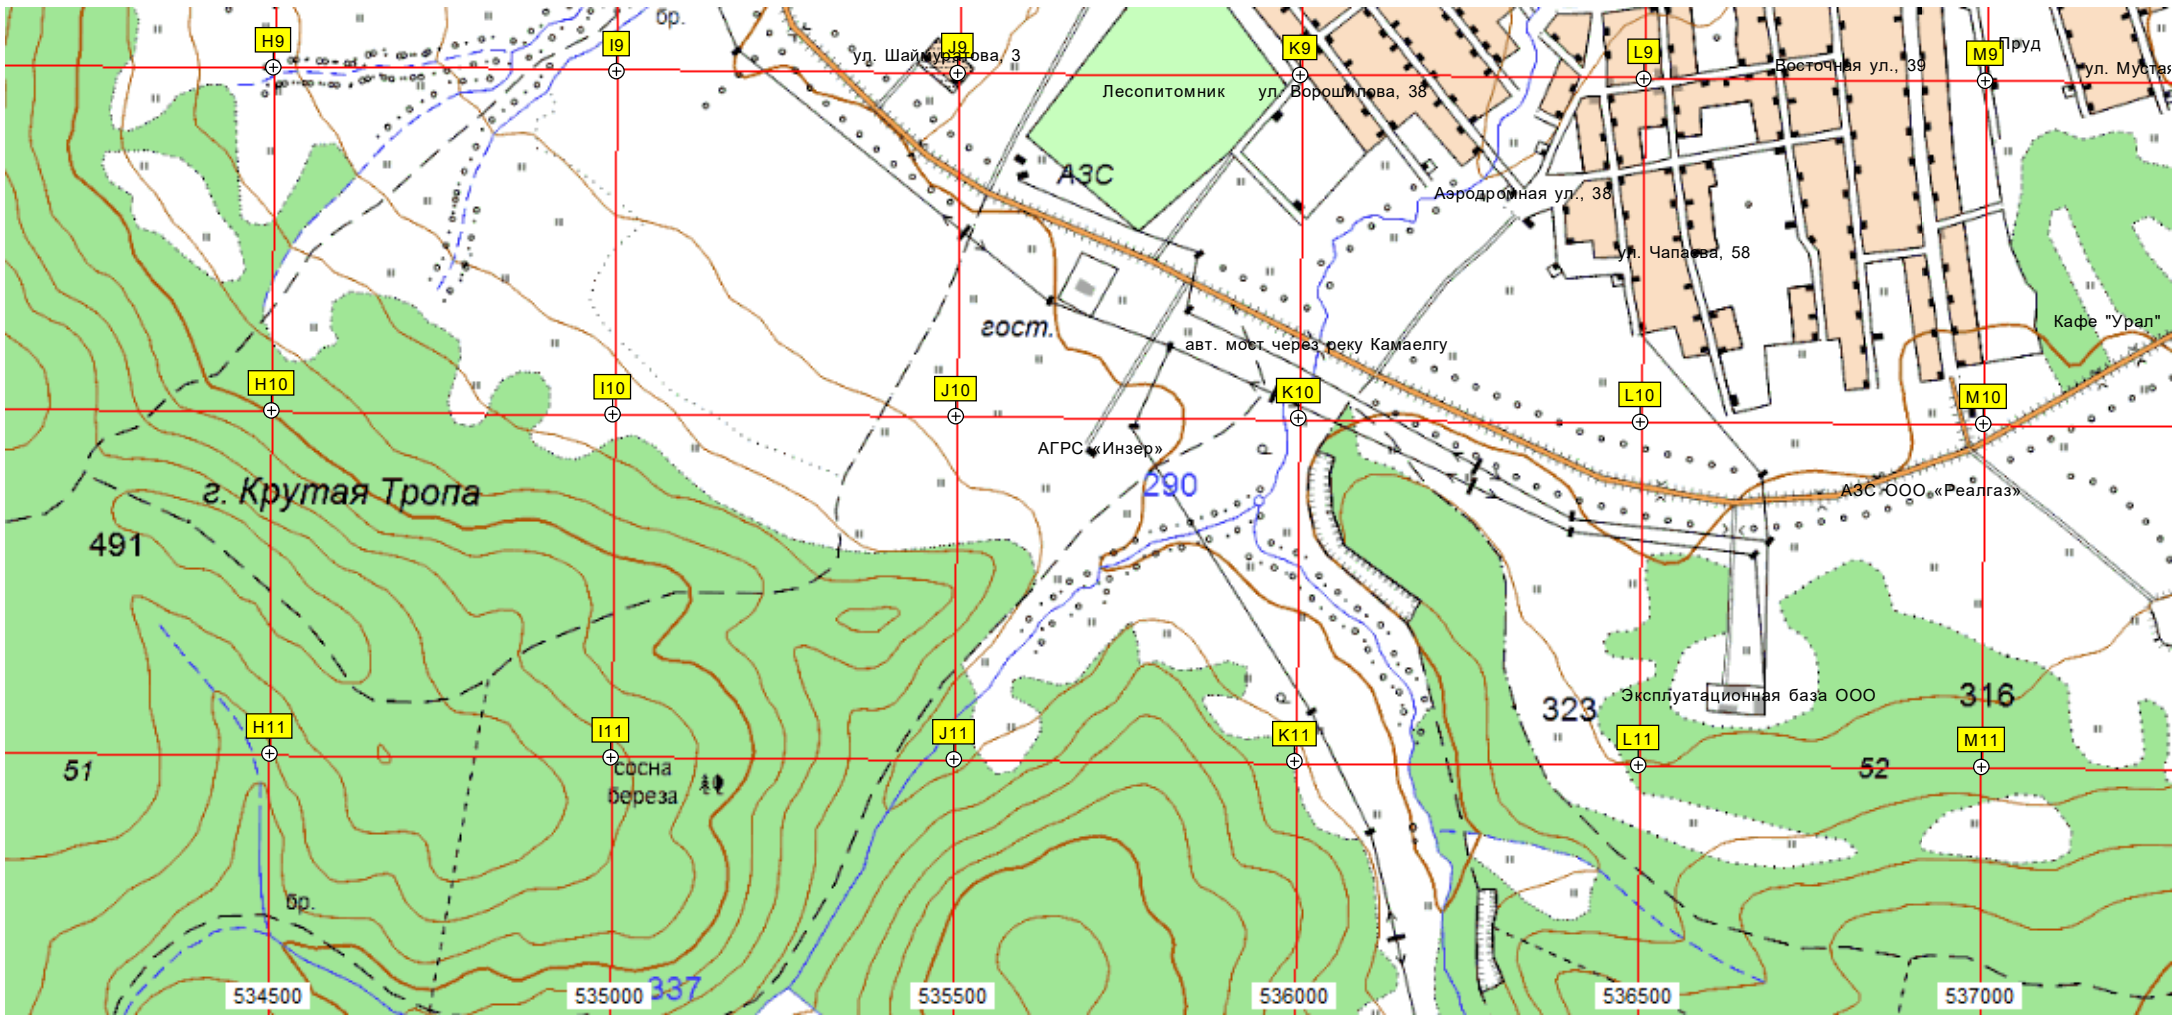 бр.
H9
I9
ул. Шаймуратова, 3
J9
K9
L9
M9
Пруд
Восточная ул., 39
Лесопитомник
ул. Ворошилова, 38
АЗС
Аэродромная ул., 38
ул. Чапаева, 58
гост.
авт. мост через реку Камаелгу
Кафе "Урал"
H10
I10
J10
K10
L10
M10
АГРС «Инзер»
290
г. Крутая Тропа
АЗС ООО «Реалгаз»
491
323
Эксплуатационная база ООО
316
H11
I11
J11
K11
L11
M11
51
сосна
береза
52
бр.
337
534500
535000
535500
536000
536500
537000